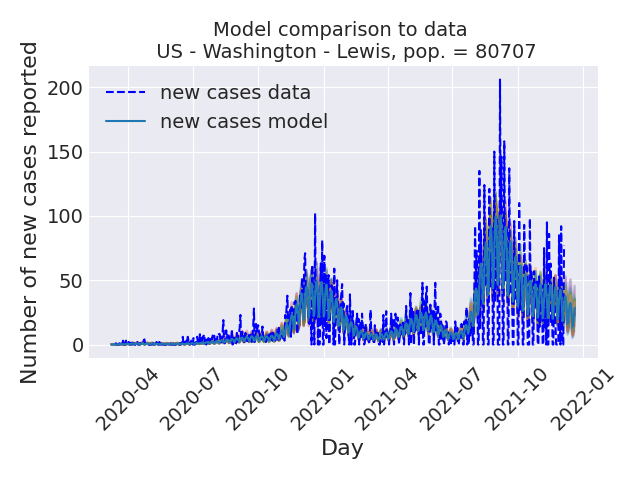 Model comparison to data
US - Washington - Lewis, pop. = 80707
Number of new cases reported
200
150
100
50
0
new cases data
new cases model
2020-04
2020-07
2020-10
2021-01
2021-04
2021-07
2021-10
2022-01
Day